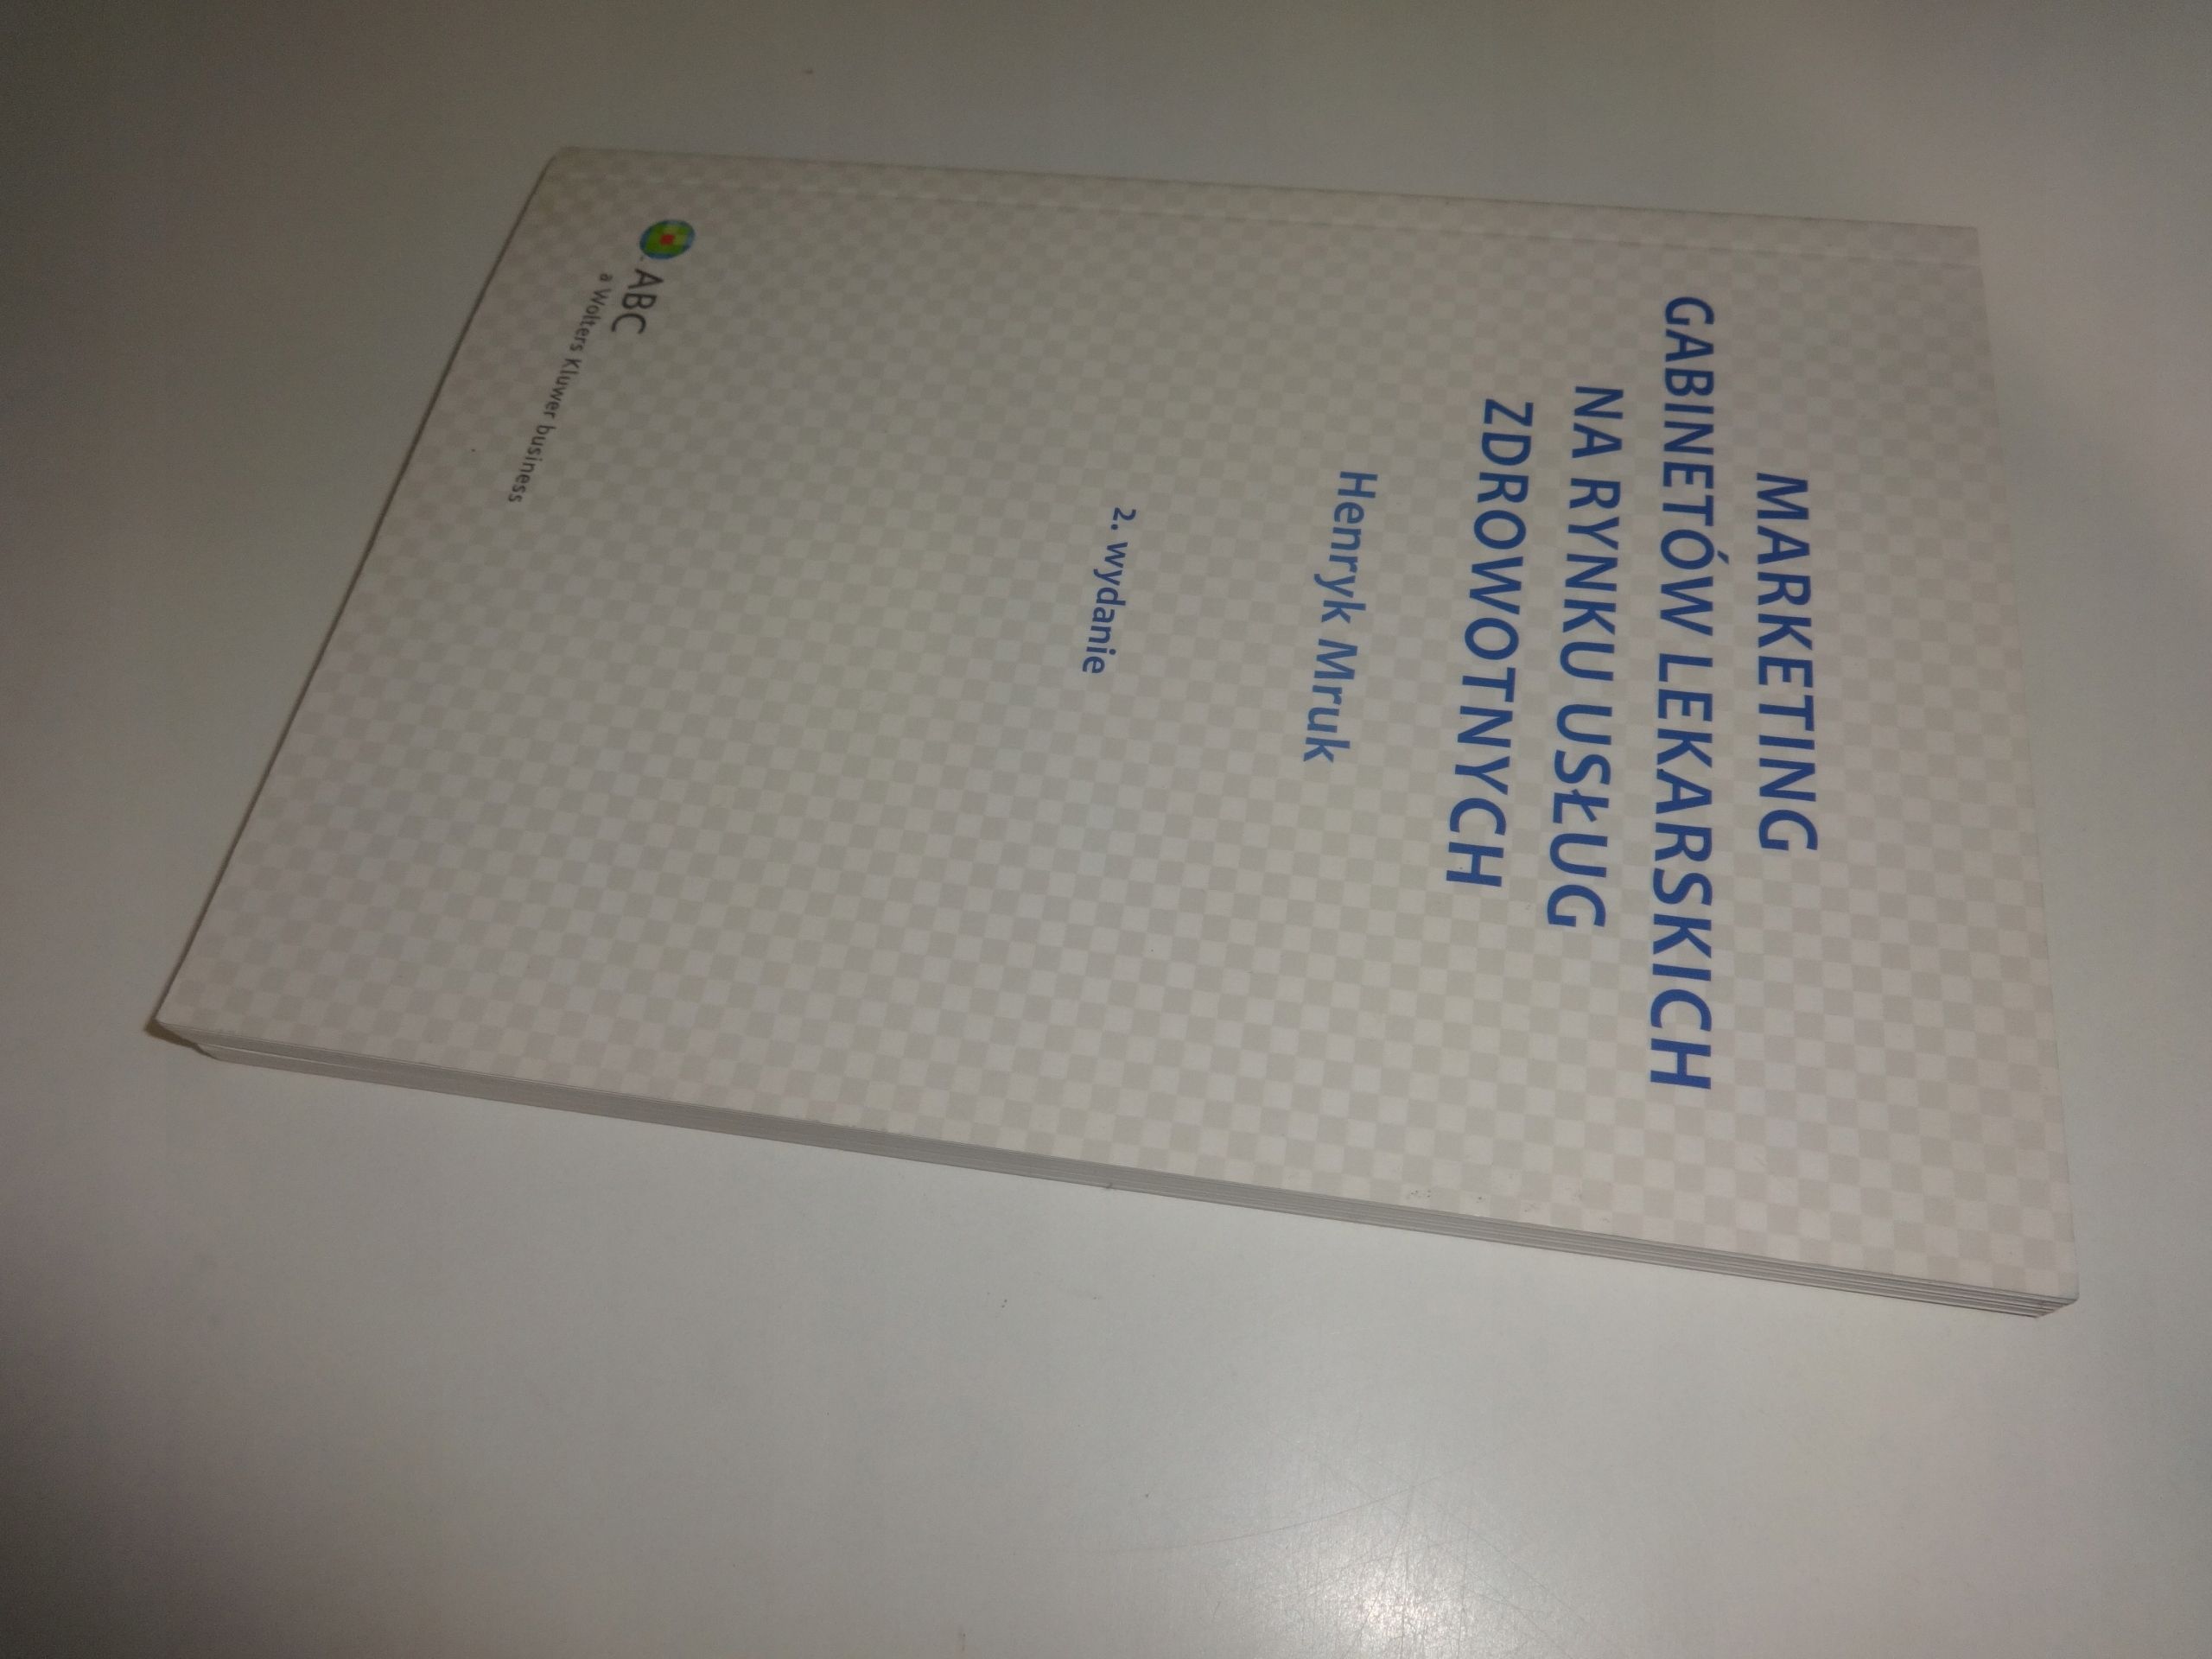 MARKETING
GABINETÓW LEKARSKICH
NA RYNKU USŁUG
ZDROWOTNYCH
Henryk Mruk
2. wydanie
ABC
a Wolters Kluwer business